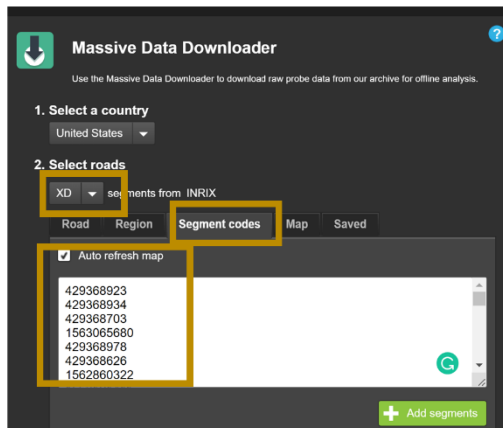 ?
Massive Data Downloader
Use the Massive Data Downloader to download raw probe data from our archive for offline analysis.
1. Select a country
United States
2. Select roads
XD segments from INRIX
Road Region Segment codes Map Saved
Auto refresh map
429368923
429368934
429368703
1563065680
429368978
429368626
1562860322
Add segments